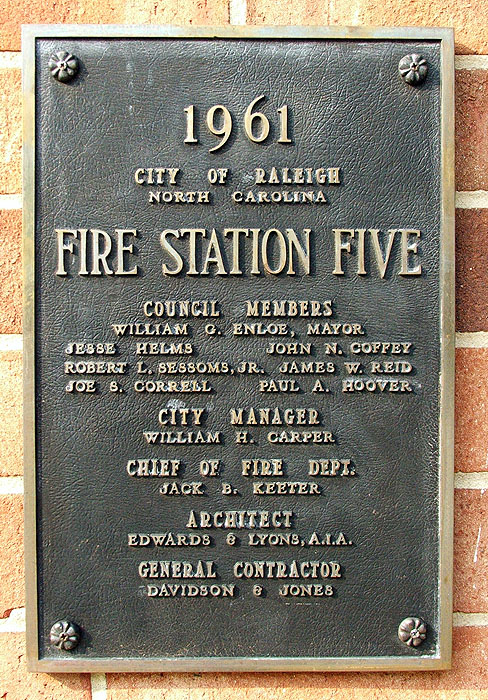 1961
CITY OF RALEIGH
NORTH CAROLINA
FIRE STATION FIVE
COUNCIL MEMBERS
WILLIAM G. ENLOE, MAYOR
JESSE HELMS JOHN N. COFFEY
ROBERT L. SESSOMS, JR. JAMES W. REID
JOE S. CORRELL PAUL A. HOOVER
CITY MANAGER
WILLIAM H. CARPER
CHIEF OF FIRE DEPT.
JACK B. KEETER
ARCHITECT
EDWARDS & LYONS, A.I.A.
GENERAL CONTRACTOR
DAVIDSON & JONES